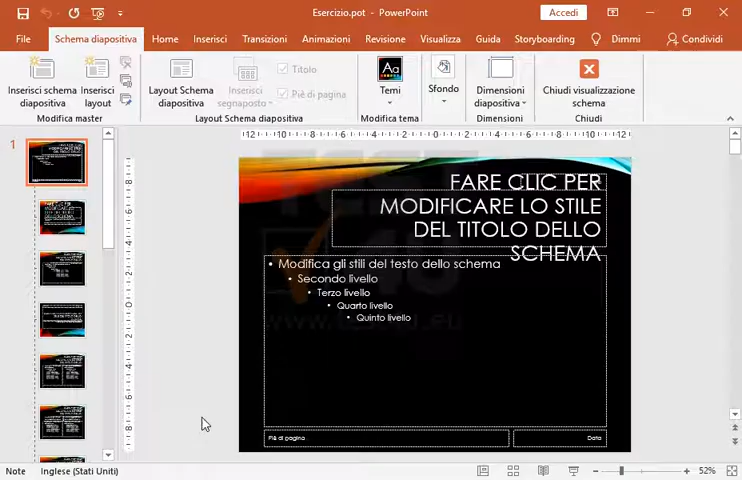 Esercizio.pot - PowerPoint
Accedi
File
Schema diapositiva
Home
Inserisci
Transizioni
Animazioni
Revisione
Visualizza
Guida
Storyboarding
Dimmi
Condividi
Inserisci schema
diapositiva
Inserisci
layout
Modifica master
Layout Schema
diapositiva
Inserisci
segnaposto
Titolo
Piè di pagina
Layout Schema diapositiva
Aa
Temi
Modifica tema
Sfondo
Dimensioni
diapositiva
Dimensioni
Chiudi visualizzazione
schema
Chiudi
1
FARE CLIC PER
MODIFICARE LO STILE
DEL TITOLO DELLO
SCHEMA
• Modifica gli stili del testo dello schema
• Secondo livello
• Terzo livello
• Quarto livello
• Quinto livello
Piè di pagina
Data
Note
Inglese (Stati Uniti)
52%